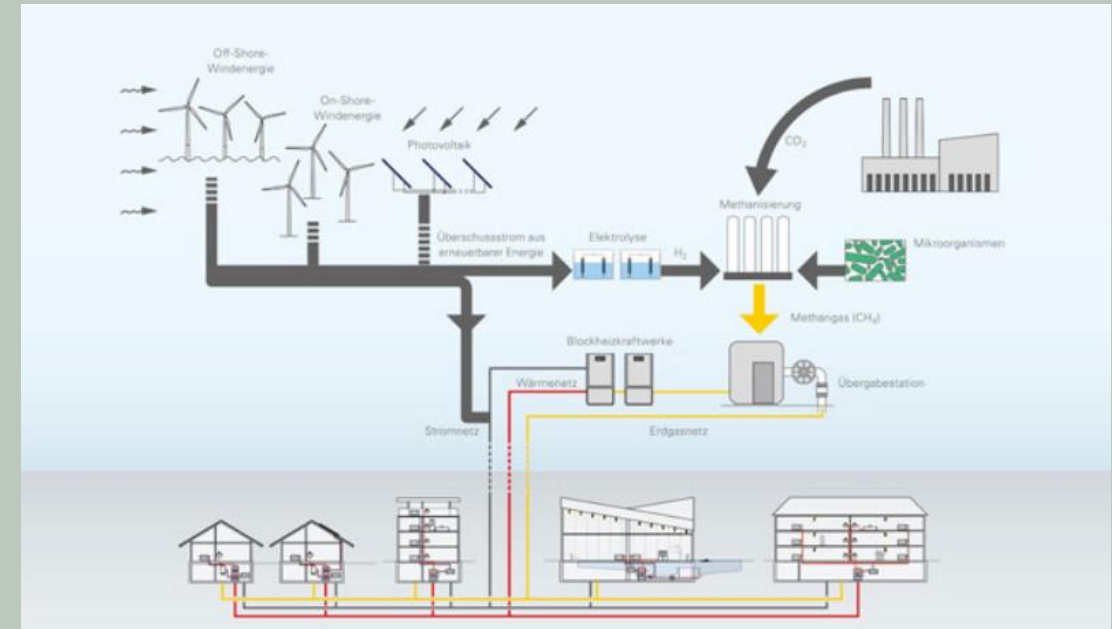 Off-Shore-
Windenergie
On-Shore-
Windenergie
Photovoltaik
CO₂
Methanisierung
Überschussstrom aus
erneuerbarer Energie
Elektrolyse
H₂
Mikroorganismen
Methangas (CH₄)
Blockheizkraftwerke
Wärmenetz
Übergabestation
Stromnetz
Erdgasnetz